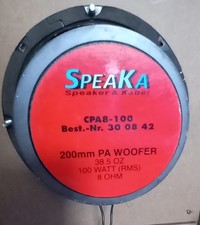 SPEAKA
Speaker & Kabel
CPA8-100
Best.-Nr. 30 08 42
200mm PA WOOFER
38.5 OZ
100 WATT (RMS)
8 OHM